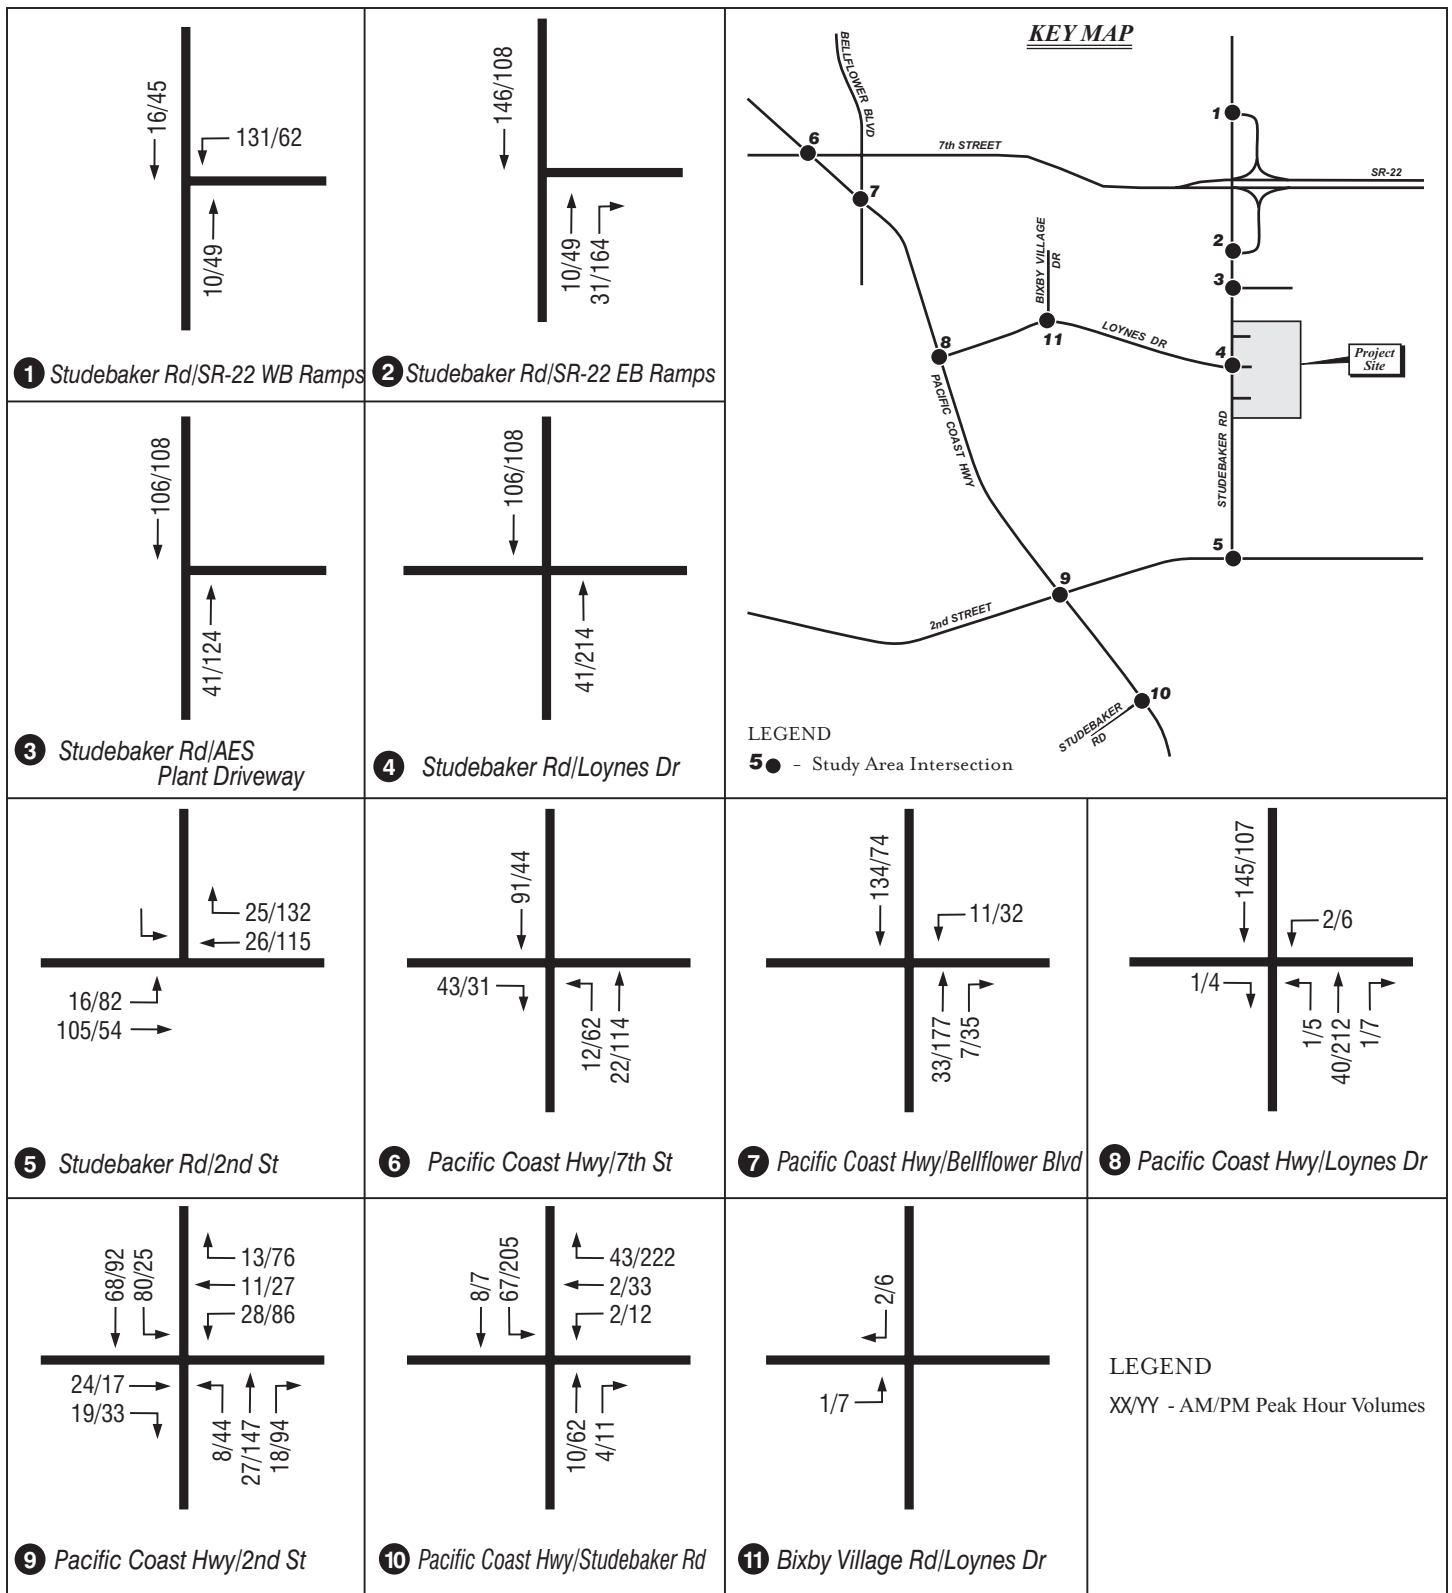 16/45
131/62
10/49
1 Studebaker Rd/SR-22 WB Ramps
146/108
10/49
31/164
2 Studebaker Rd/SR-22 EB Ramps
KEY MAP
BELLFLOWER BLVD
1
6
7th STREET
SR-22
7
BIXBY VILLAGE
DR
2
3
8
11
LOYNES DR
4
Project
Site
PACIFIC COAST HWY
STUDEBAKER RD
5
9
2nd STREET
10
STUDEBAKER
RD
LEGEND
5 - Study Area Intersection
106/108
41/124
3 Studebaker Rd/AES
Plant Driveway
106/108
41/214
4 Studebaker Rd/Loynes Dr
25/132
26/115
16/82
105/54
5 Studebaker Rd/2nd St
91/44
43/31
12/62
22/114
6 Pacific Coast Hwy/7th St
134/74
11/32
33/177
7/35
7 Pacific Coast Hwy/Bellflower Blvd
145/107
2/6
1/4
1/5
40/212
1/7
8 Pacific Coast Hwy/Loynes Dr
68/92
80/25
13/76
11/27
28/86
24/17
19/33
8/44
27/147
18/94
9 Pacific Coast Hwy/2nd St
8/7
67/205
43/222
2/33
2/12
10/62
4/11
10 Pacific Coast Hwy/Studebaker Rd
2/6
1/7
11 Bixby Village Rd/Loynes Dr
LEGEND
XX/YY - AM/PM Peak Hour Volumes